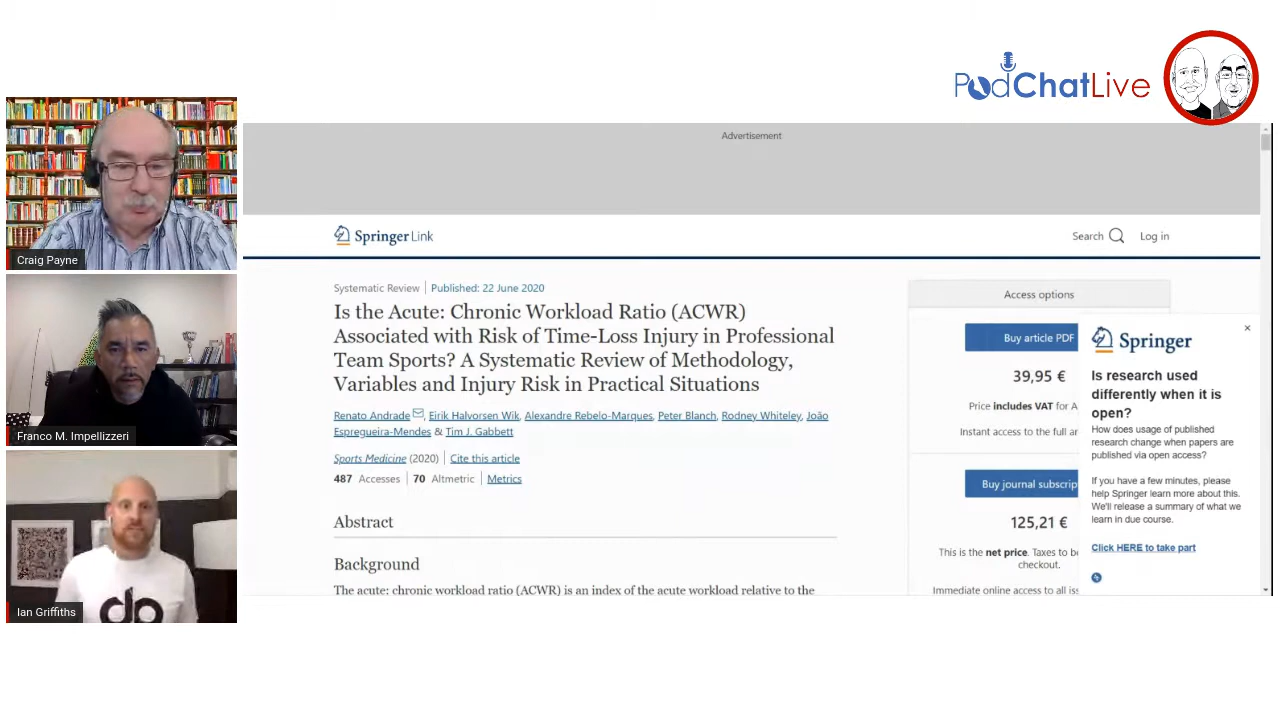 PodChatLive
Craig Payne
Franco M. Impellizzeri
Ian Griffiths
dp
Advertisement
Springer Link
Search
Log in
Systematic Review | Published: 22 June 2020
Is the Acute: Chronic Workload Ratio (ACWR)
Associated with Risk of Time-Loss Injury in Professional
Team Sports? A Systematic Review of Methodology,
Variables and Injury Risk in Practical Situations
Renato Andrade, Eirik Halvorsen Wik, Alexandre Rebelo-Marques, Peter Blanch, Rodney Whiteley, João
Espregueira-Mendes & Tim J. Gabbett
Sports Medicine (2020) | Cite this article
487 Accesses | 70 Altmetric | Metrics
Abstract
Background
The acute: chronic workload ratio (ACWR) is an index of the acute workload relative to the
Access options
Buy article PDF
39,95 €
Price includes VAT for A
Instant access to the full ar
Buy journal subscrip
125,21 €
This is the net price. Taxes to be
checkout.
Immediate online access to all iss
Springer
×
Is research used
differently when it is
open?
How does usage of published
research change when papers are
published via open access?
If you have a few minutes, please
help Springer learn more about this.
We'll release a summary of what we
learn in due course.
Click HERE to take part